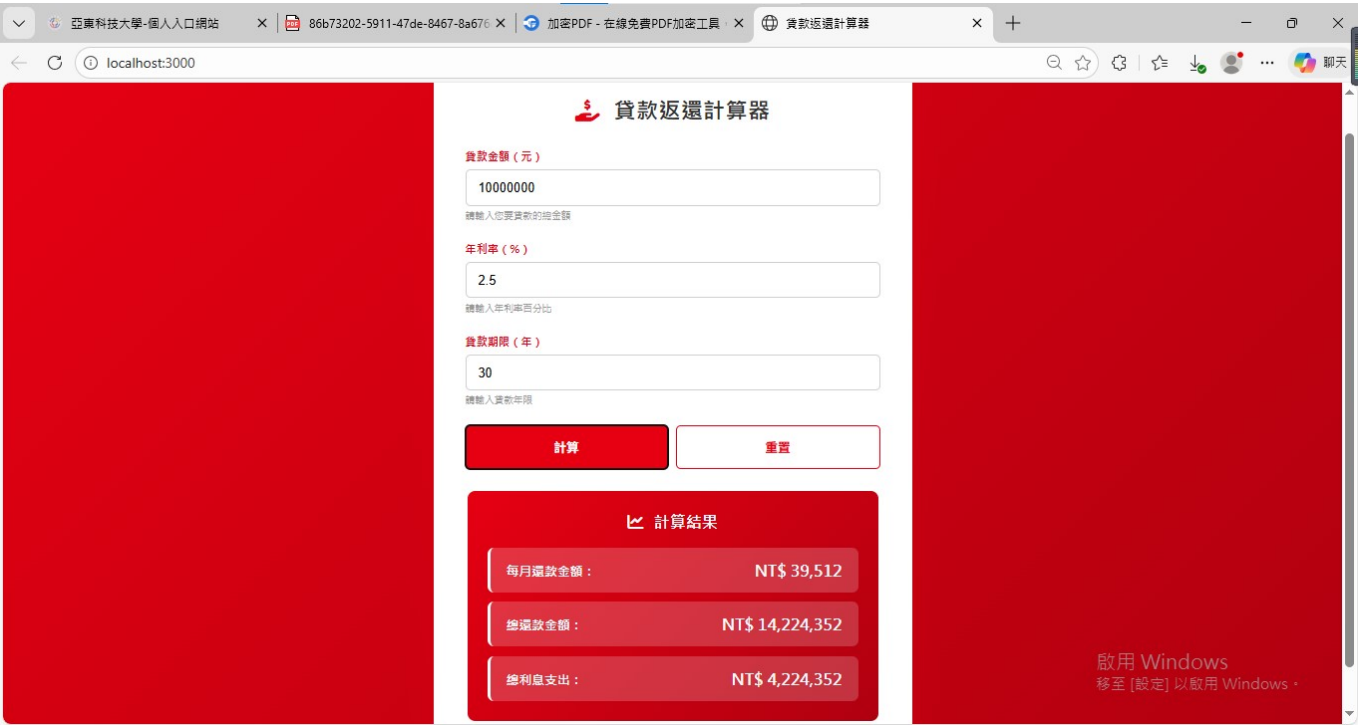 亞東科技大學-個人入口網站
86b73202-5911-47de-8467-8a676
加密PDF - 在線免費PDF加密工具
貸款返還計算器
localhost:3000
聊天
貸款返還計算器
貸款金額（元）
10000000
請輸入您要貸款的總金額
年利率（%）
2.5
請輸入年利率百分比
貸款期限（年）
30
請輸入貸款年限
計算
重置
計算結果
每月還款金額：
NT$ 39,512
總還款金額：
NT$ 14,224,352
總利息支出：
NT$ 4,224,352
啟用 Windows
移至 [設定] 以啟用 Windows。